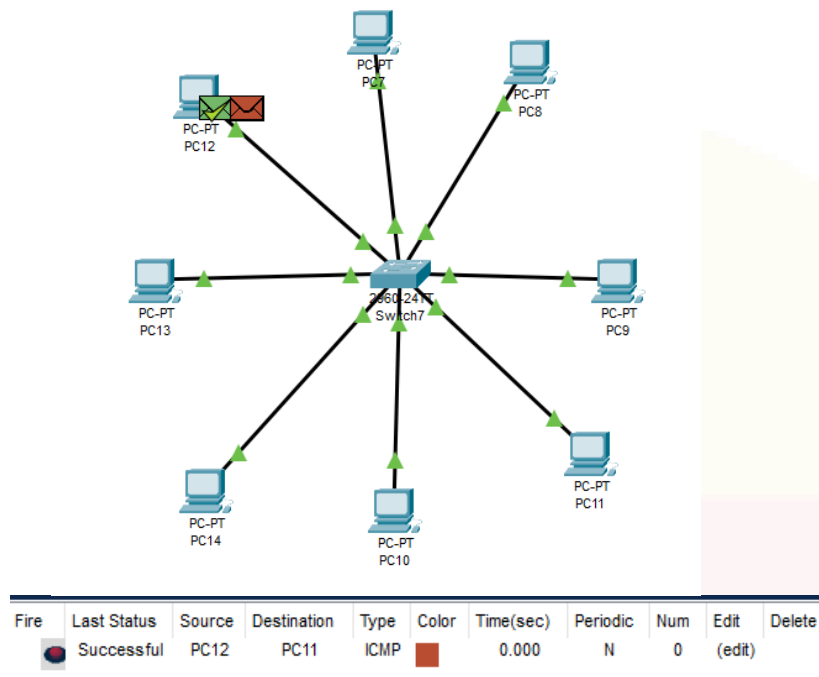 PC-PT
PC7
PC-PT
PC8
PC-PT
PC12
2960-24TT
Switch7
PC-PT
PC13
PC-PT
PC9
PC-PT
PC11
PC-PT
PC14
PC-PT
PC10
Fire Last Status Source Destination Type Color Time(sec) Periodic Num Edit Delete
Successful PC12 PC11 ICMP 0.000 N 0 (edit)